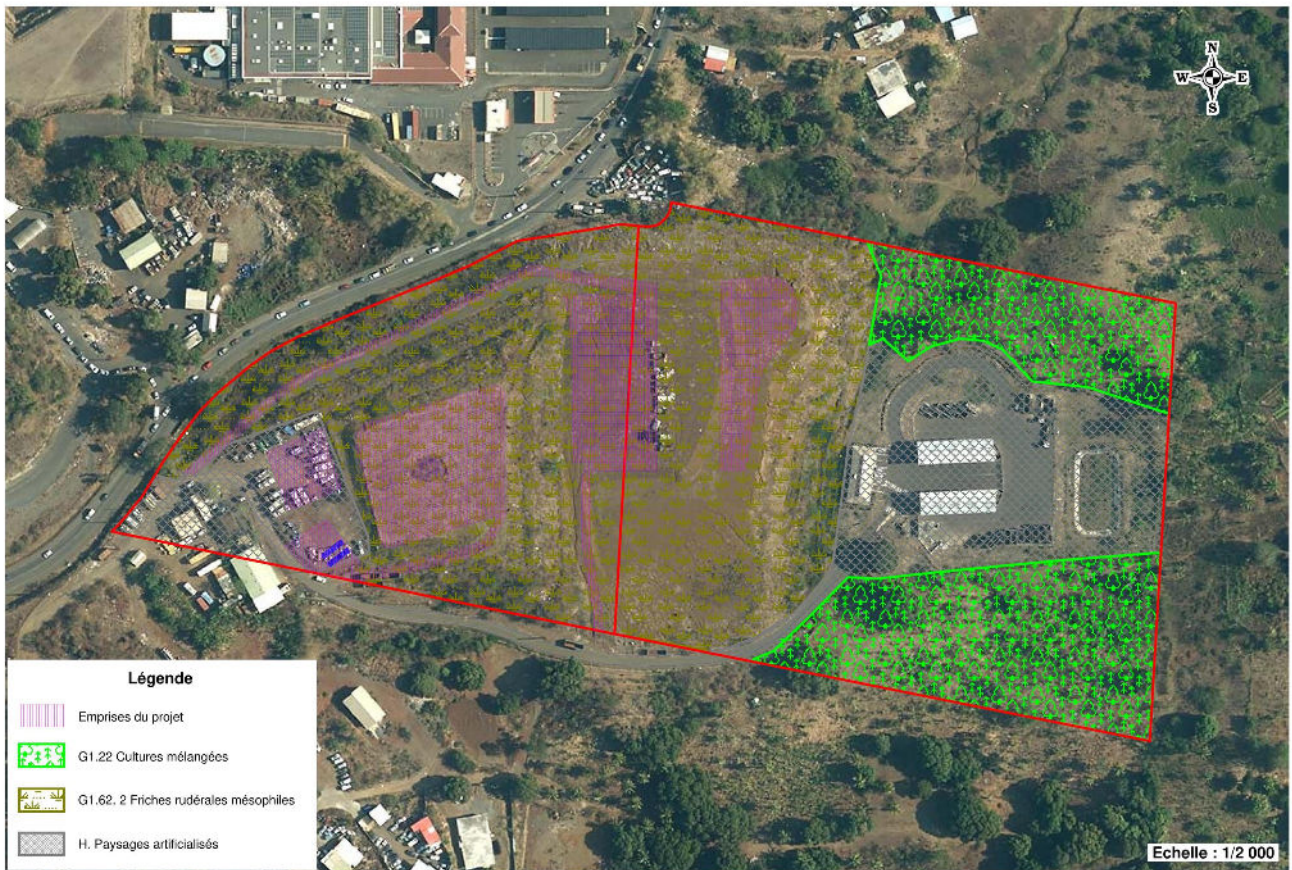 N
W E
S
Légende
Emprises du projet
G1.22 Cultures mélangées
G1.62. 2 Friches rudérales mésophiles
H. Paysages artificialisés
Echelle : 1/2 000